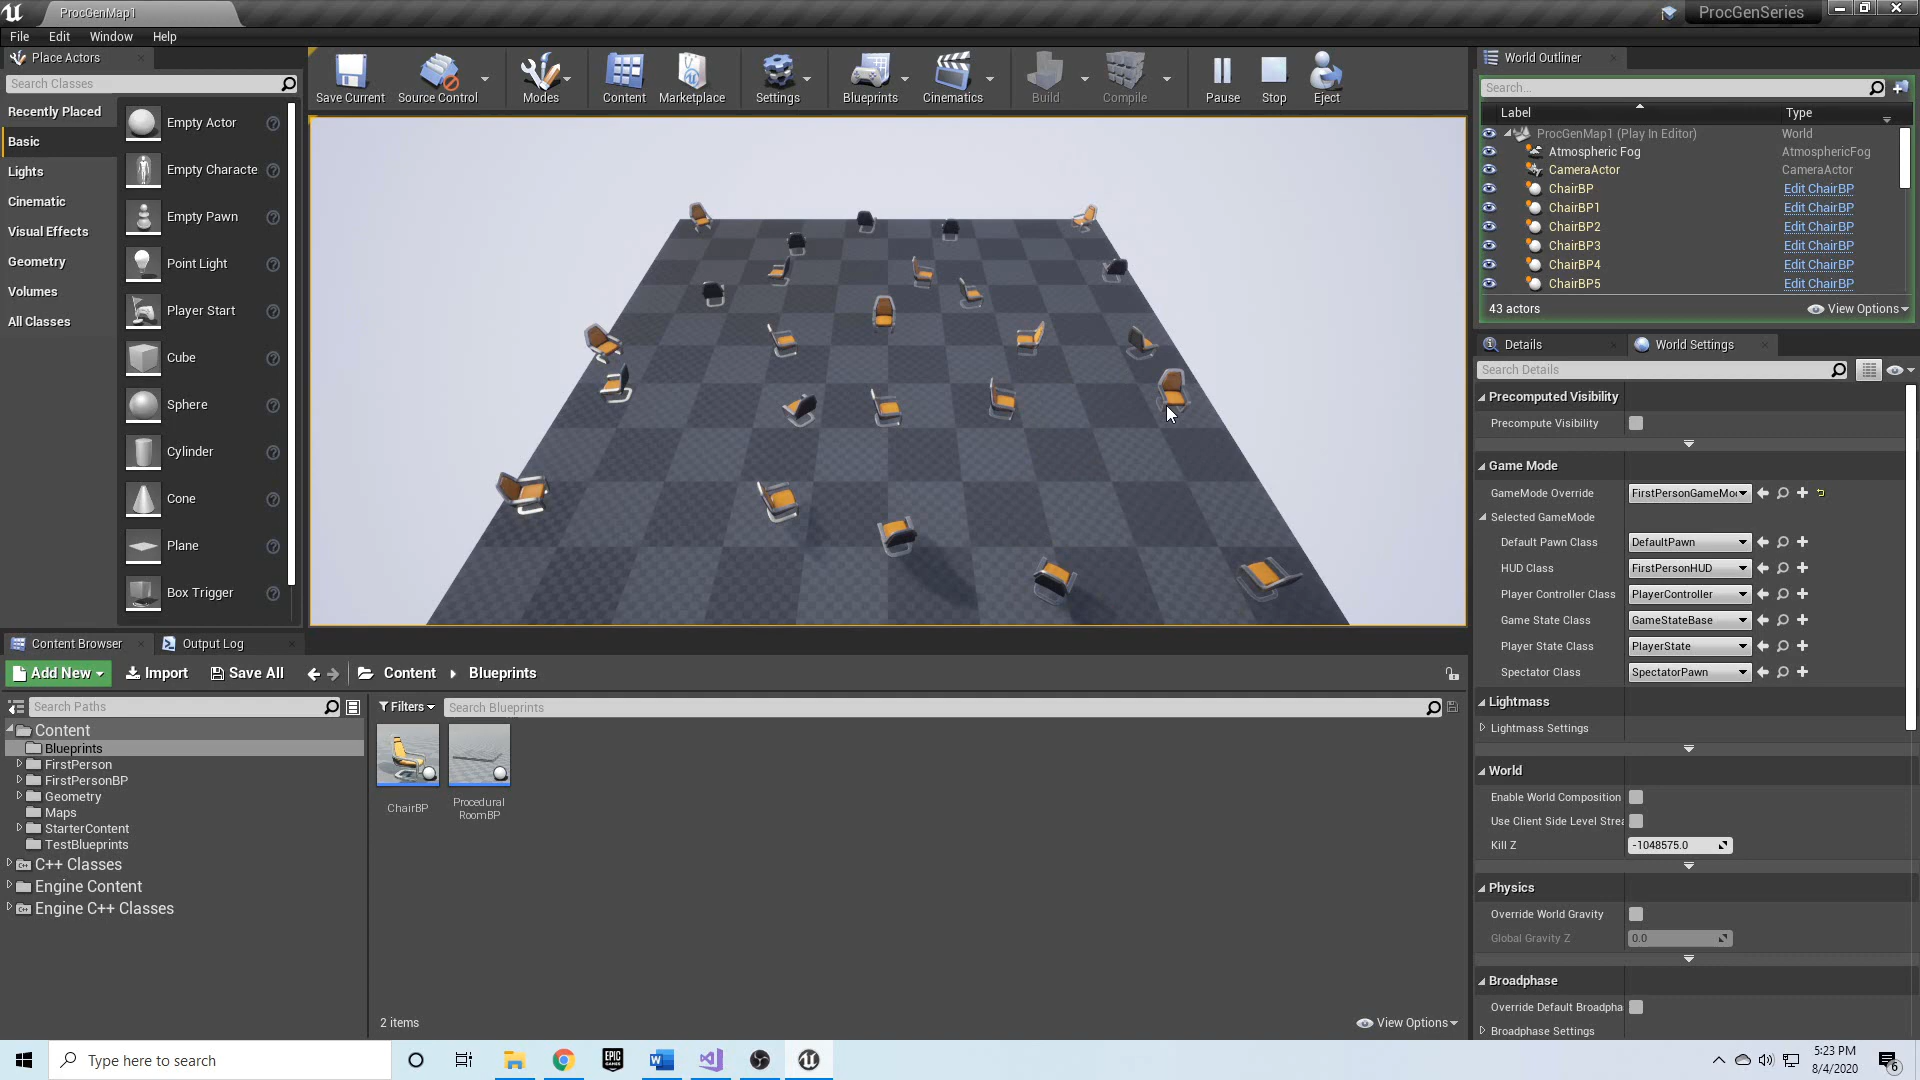 ProcGenMap1
ProcGenSeries
File Edit Window Help
Place Actors
Search Classes
Recently Placed
Basic
Lights
Cinematic
Visual Effects
Geometry
Volumes
All Classes
Empty Actor
Empty Characte
Empty Pawn
Point Light
Player Start
Cube
Sphere
Cylinder
Cone
Plane
Box Trigger
Save Current Source Control Modes Content Marketplace Settings Blueprints Cinematics Build Compile Pause Stop Eject
World Outliner
Search...
Label Type
ProcGenMap1 (Play In Editor) World
Atmospheric Fog AtmosphericFog
CameraActor CameraActor
ChairBP Edit ChairBP
ChairBP1 Edit ChairBP
ChairBP2 Edit ChairBP
ChairBP3 Edit ChairBP
ChairBP4 Edit ChairBP
ChairBP5 Edit ChairBP
43 actors View Options
Details World Settings
Search Details
Precomputed Visibility
Precompute Visibility
Game Mode
GameMode Override FirstPersonGameMo
Selected GameMode
Default Pawn Class DefaultPawn
HUD Class FirstPersonHUD
Player Controller Class PlayerController
Game State Class GameStateBase
Player State Class PlayerState
Spectator Class SpectatorPawn
Lightmass
Lightmass Settings
World
Enable World Composition
Use Client Side Level Stre
Kill Z -1048575.0
Physics
Override World Gravity
Global Gravity Z 0.0
Broadphase
Override Default Broadpha
Broadphase Settings
Content Browser Output Log
Add New Import Save All Content Blueprints
Search Paths
Content
Blueprints
FirstPerson
FirstPersonBP
Geometry
Maps
StarterContent
TestBlueprints
C++ Classes
Engine Content
Engine C++ Classes
Filters Search Blueprints
ChairBP
Procedural
RoomBP
2 items View Options
Type here to search
EPIC
GAMES
5:23 PM
8/4/2020
6